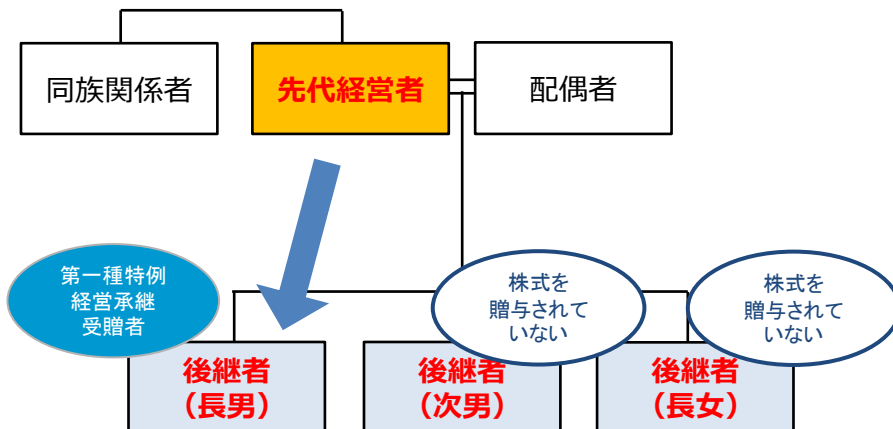 同族関係者
先代経営者
配偶者
第一種特例
経営承継
受贈者
株式を
贈与されて
いない
株式を
贈与されて
いない
後継者
（長男）
後継者
（次男）
後継者
（長女）